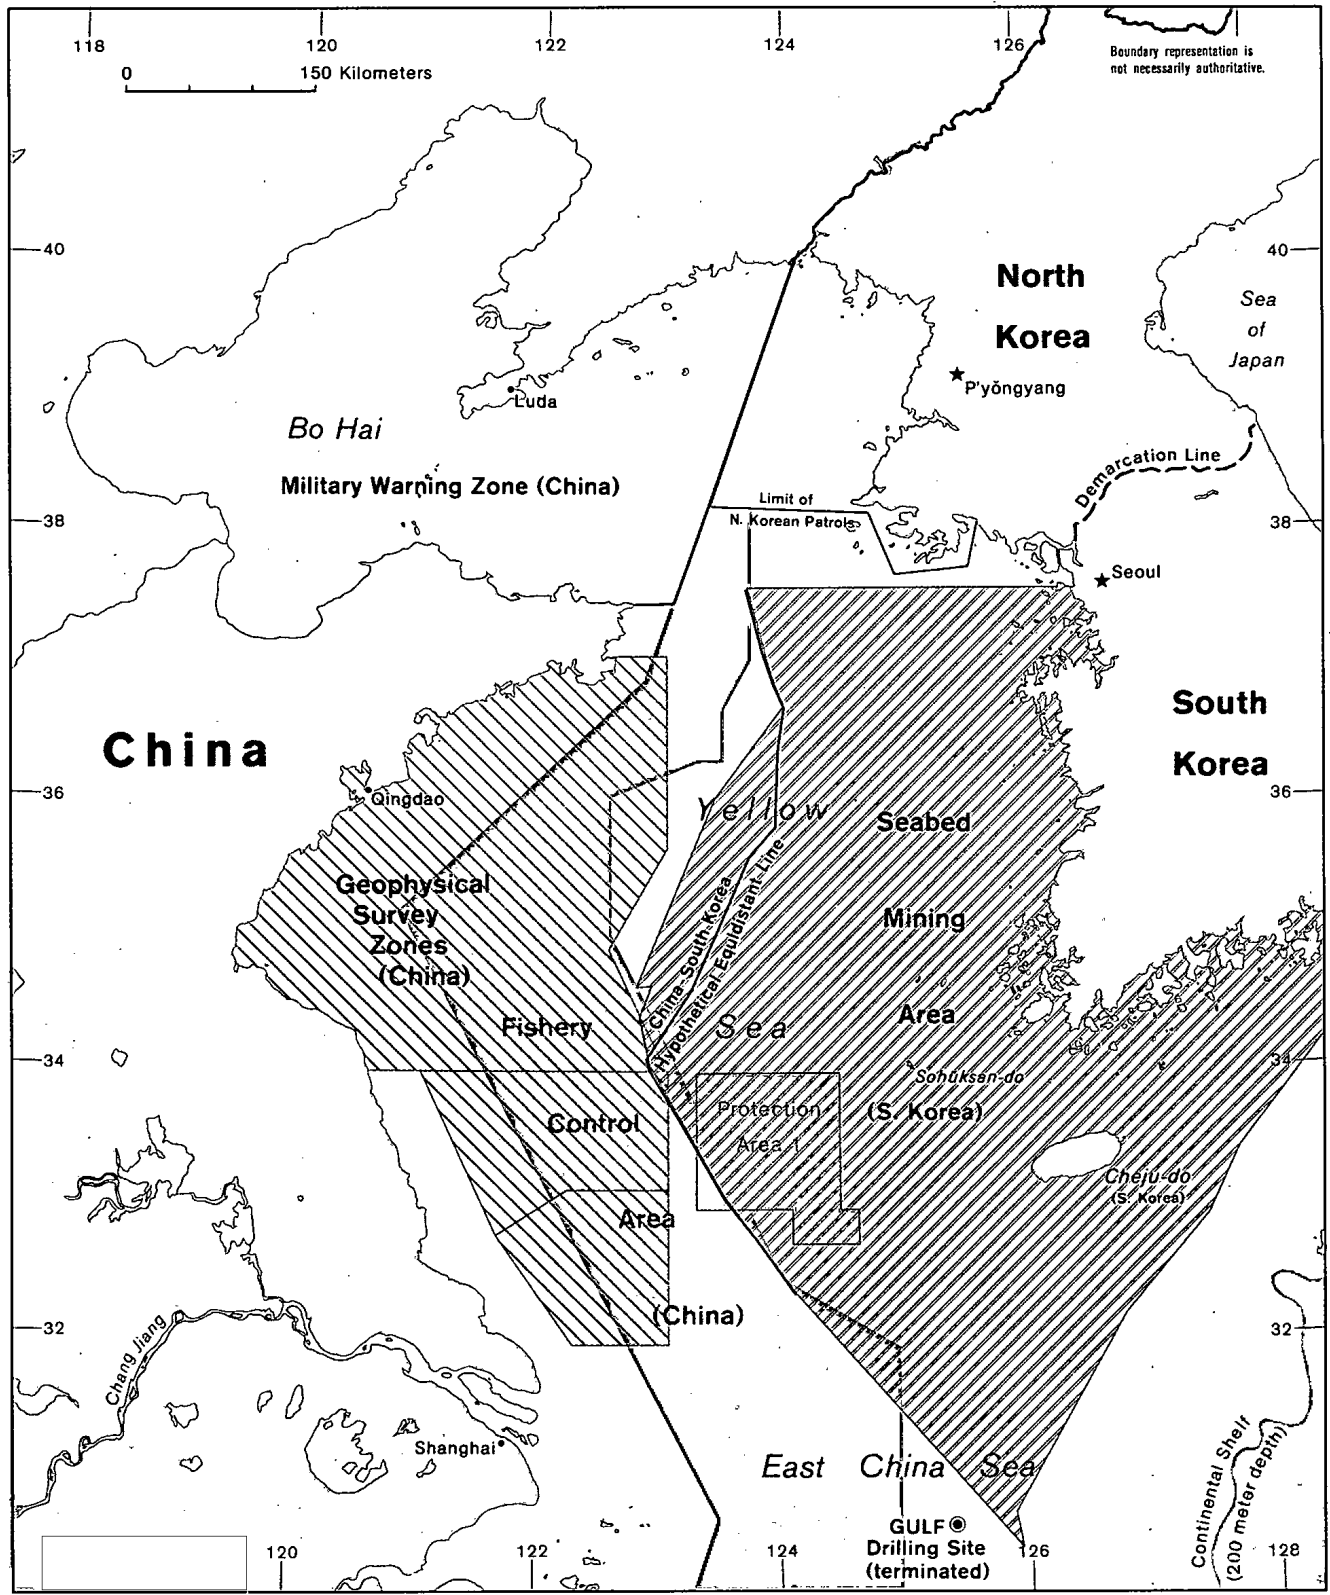 118
120
122
124
126
Boundary representation is
not necessarily authoritative.
0 150 Kilometers
40
40
North
Korea
Sea
of
Japan
P'yŏngyang
Luda
Bo Hai
Military Warning Zone (China)
Demarcation Line
Limit of
N. Korean Patrols
38
38
Seoul
China
South
Korea
36
36
Qingdao
Yellow
Sea
Seabed
Mining
Area
(S. Korea)
Geophysical
Survey
Zones
(China)
China-South Korea
Hypothetical Equidistant Line
Fishery
Control
Area
(China)
34
34
Sohŭksan-do
Protection
Area 1
Cheju-do
(S. Korea)
32
32
Chang Jiang
Shanghai
East China Sea
Continental Shelf
(200 meter depth)
GULF
Drilling Site
(terminated)
120
122
124
126
128